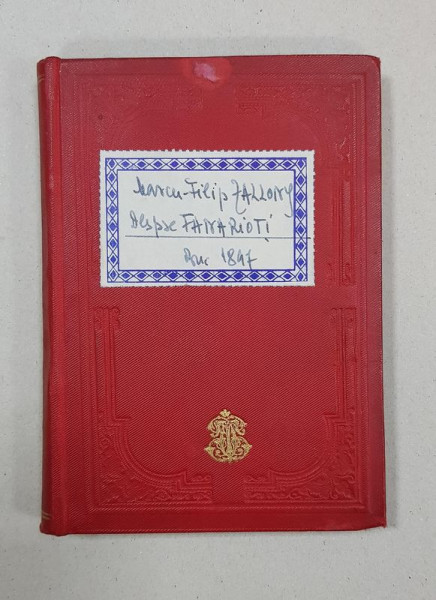 Marcu-Filip ZALLONY
Despre FANARIOȚI
Buc. 1897